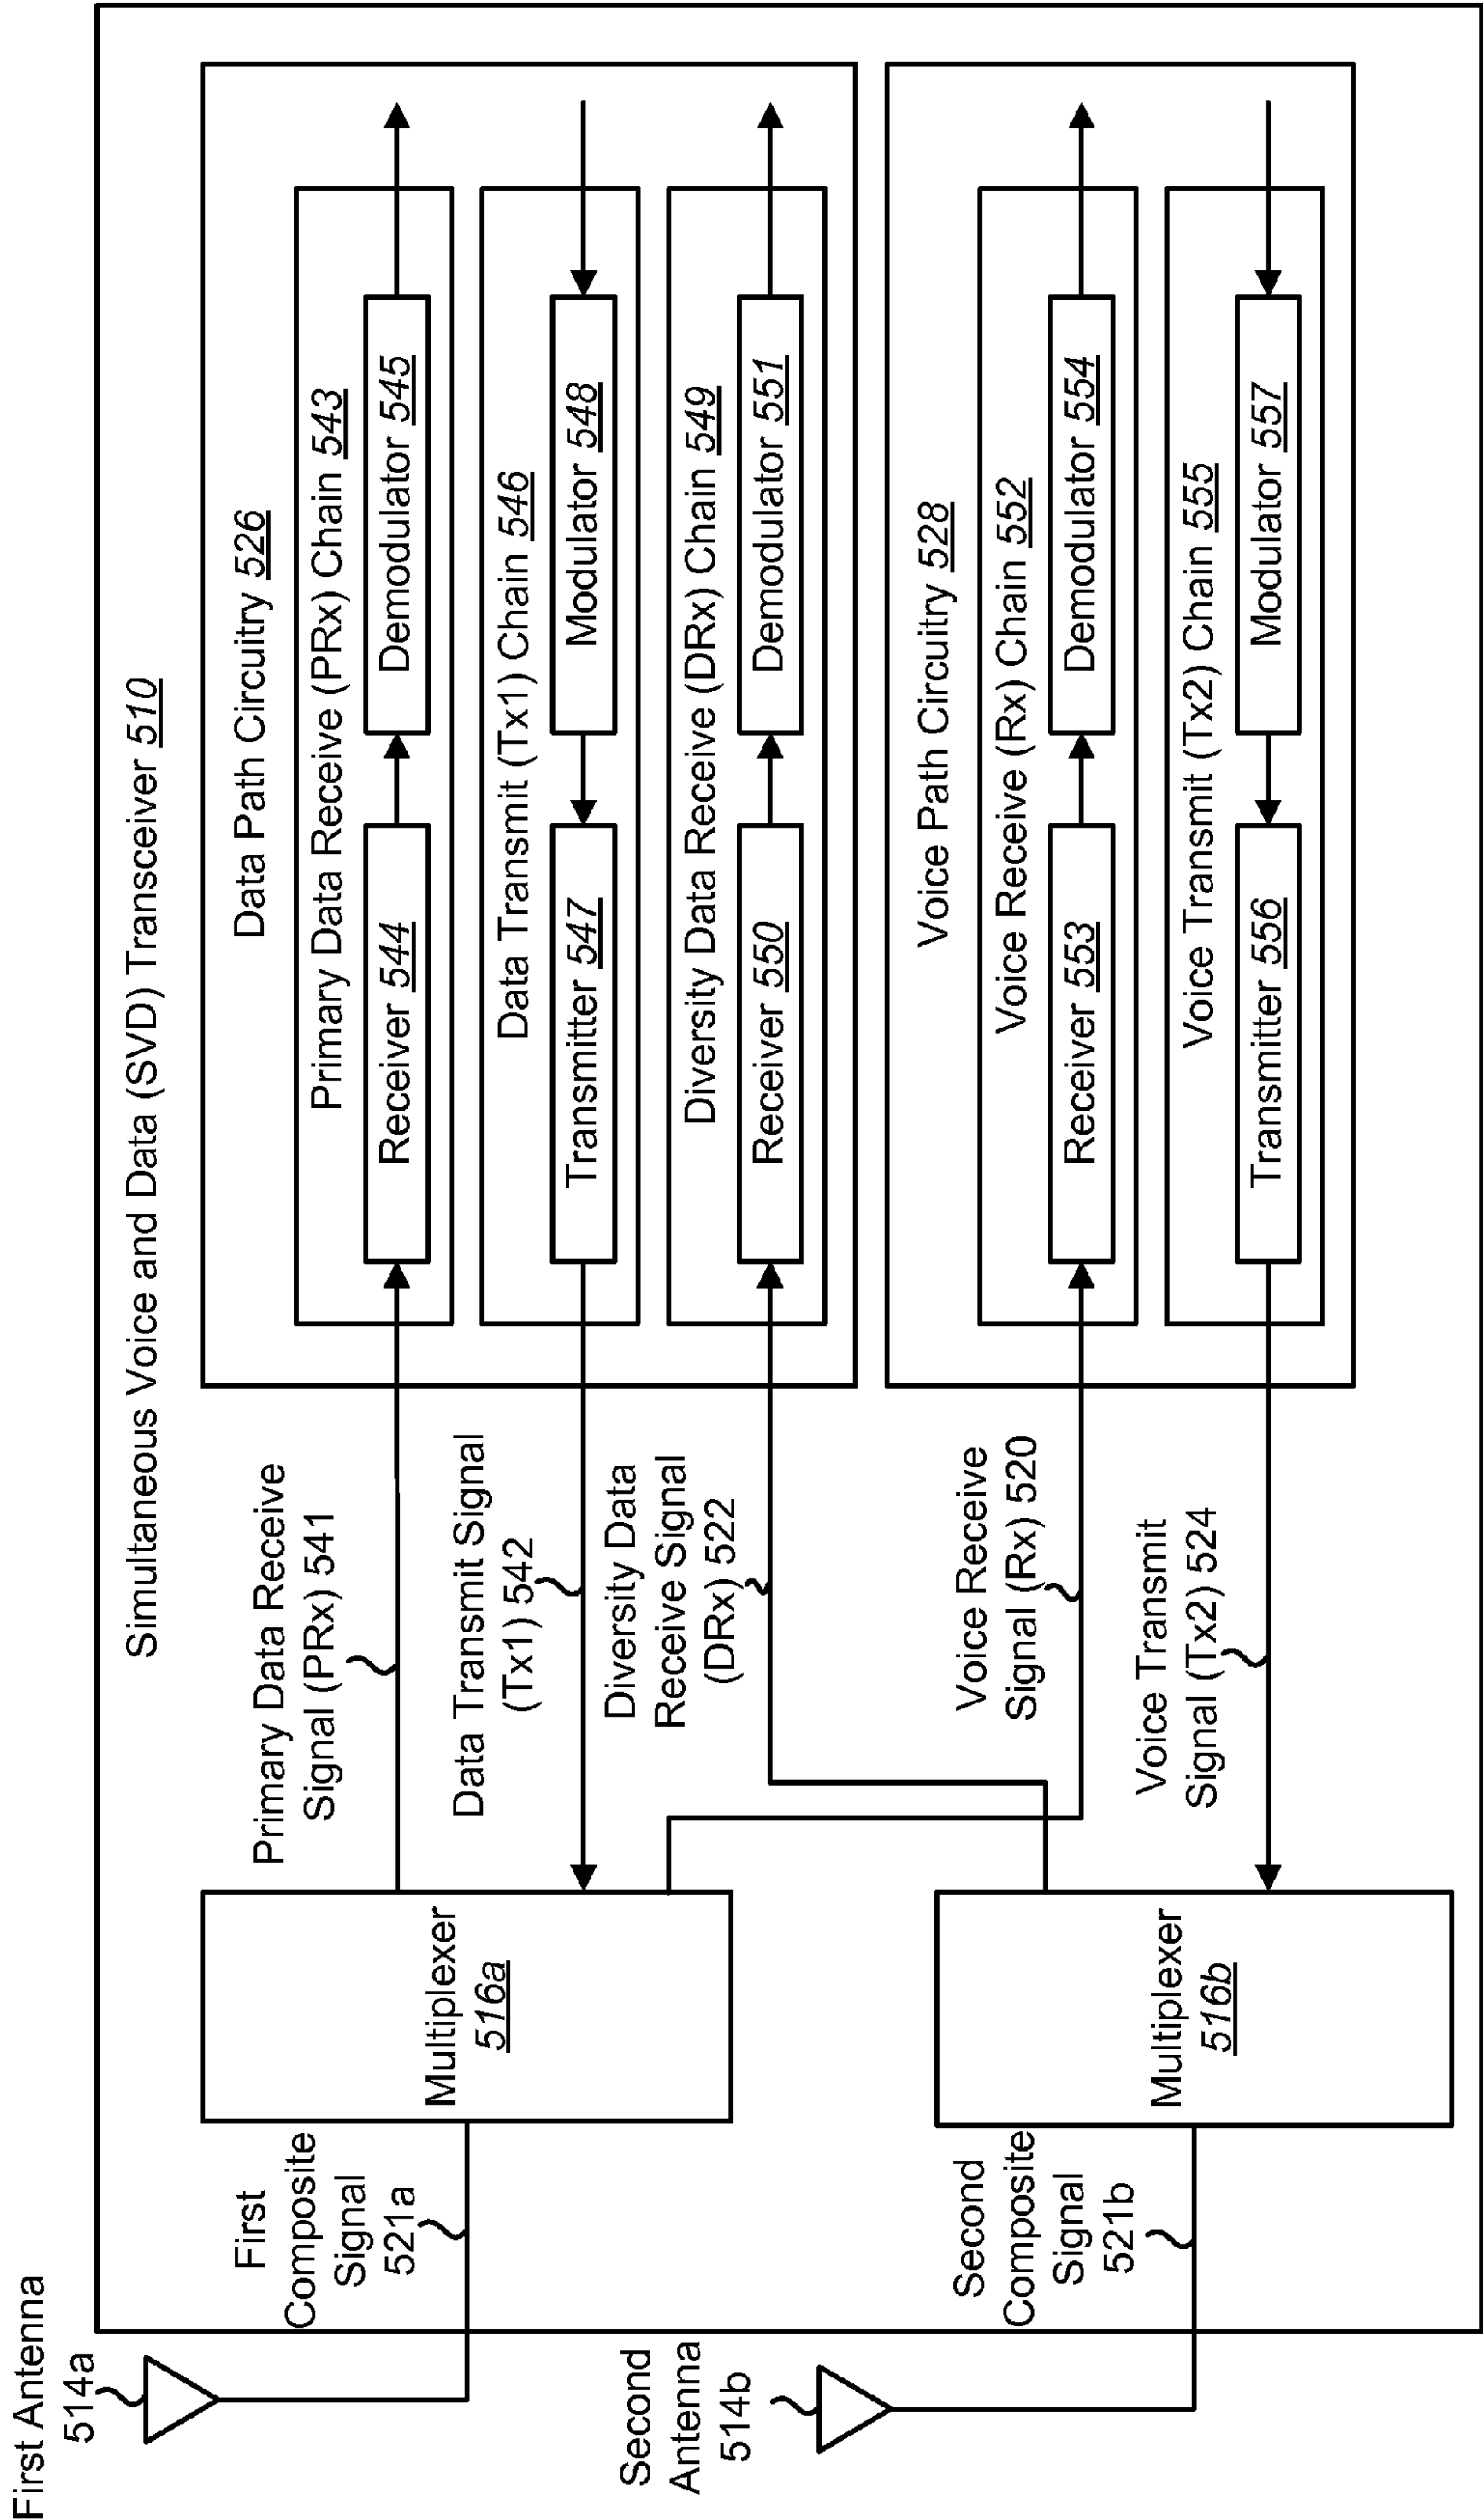 First Antenna
514a
Second
Antenna
514b
Simultaneous Voice and Data (SVD) Transceiver 510
First
Composite
Signal
521a
Second
Composite
Signal
521b
Multiplexer
516a
Multiplexer
516b
Primary Data Receive
Signal (PRx) 541
Data Transmit Signal
(Tx1) 542
Diversity Data
Receive Signal
(DRx) 522
Voice Receive
Signal (Rx) 520
Voice Transmit
Signal (Tx2) 524
Data Path Circuitry 526
Primary Data Receive (PRx) Chain 543
Receiver 544
Demodulator 545
Data Transmit (Tx1) Chain 546
Transmitter 547
Modulator 548
Diversity Data Receive (DRx) Chain 549
Receiver 550
Demodulator 551
Voice Path Circuitry 528
Voice Receive (Rx) Chain 552
Receiver 553
Demodulator 554
Voice Transmit (Tx2) Chain 555
Transmitter 556
Modulator 557